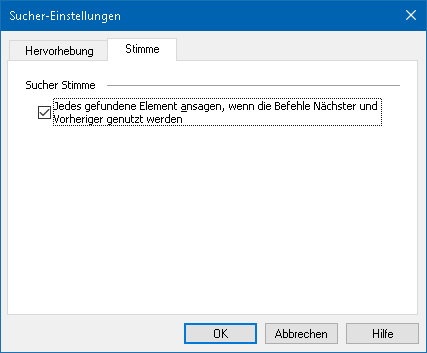 Sucher-Einstellungen
Hervorhebung
Stimme
Sucher Stimme
Jedes gefundene Element ansagen, wenn die Befehle Nächster und
Vorheriger genutzt werden
OK
Abbrechen
Hilfe